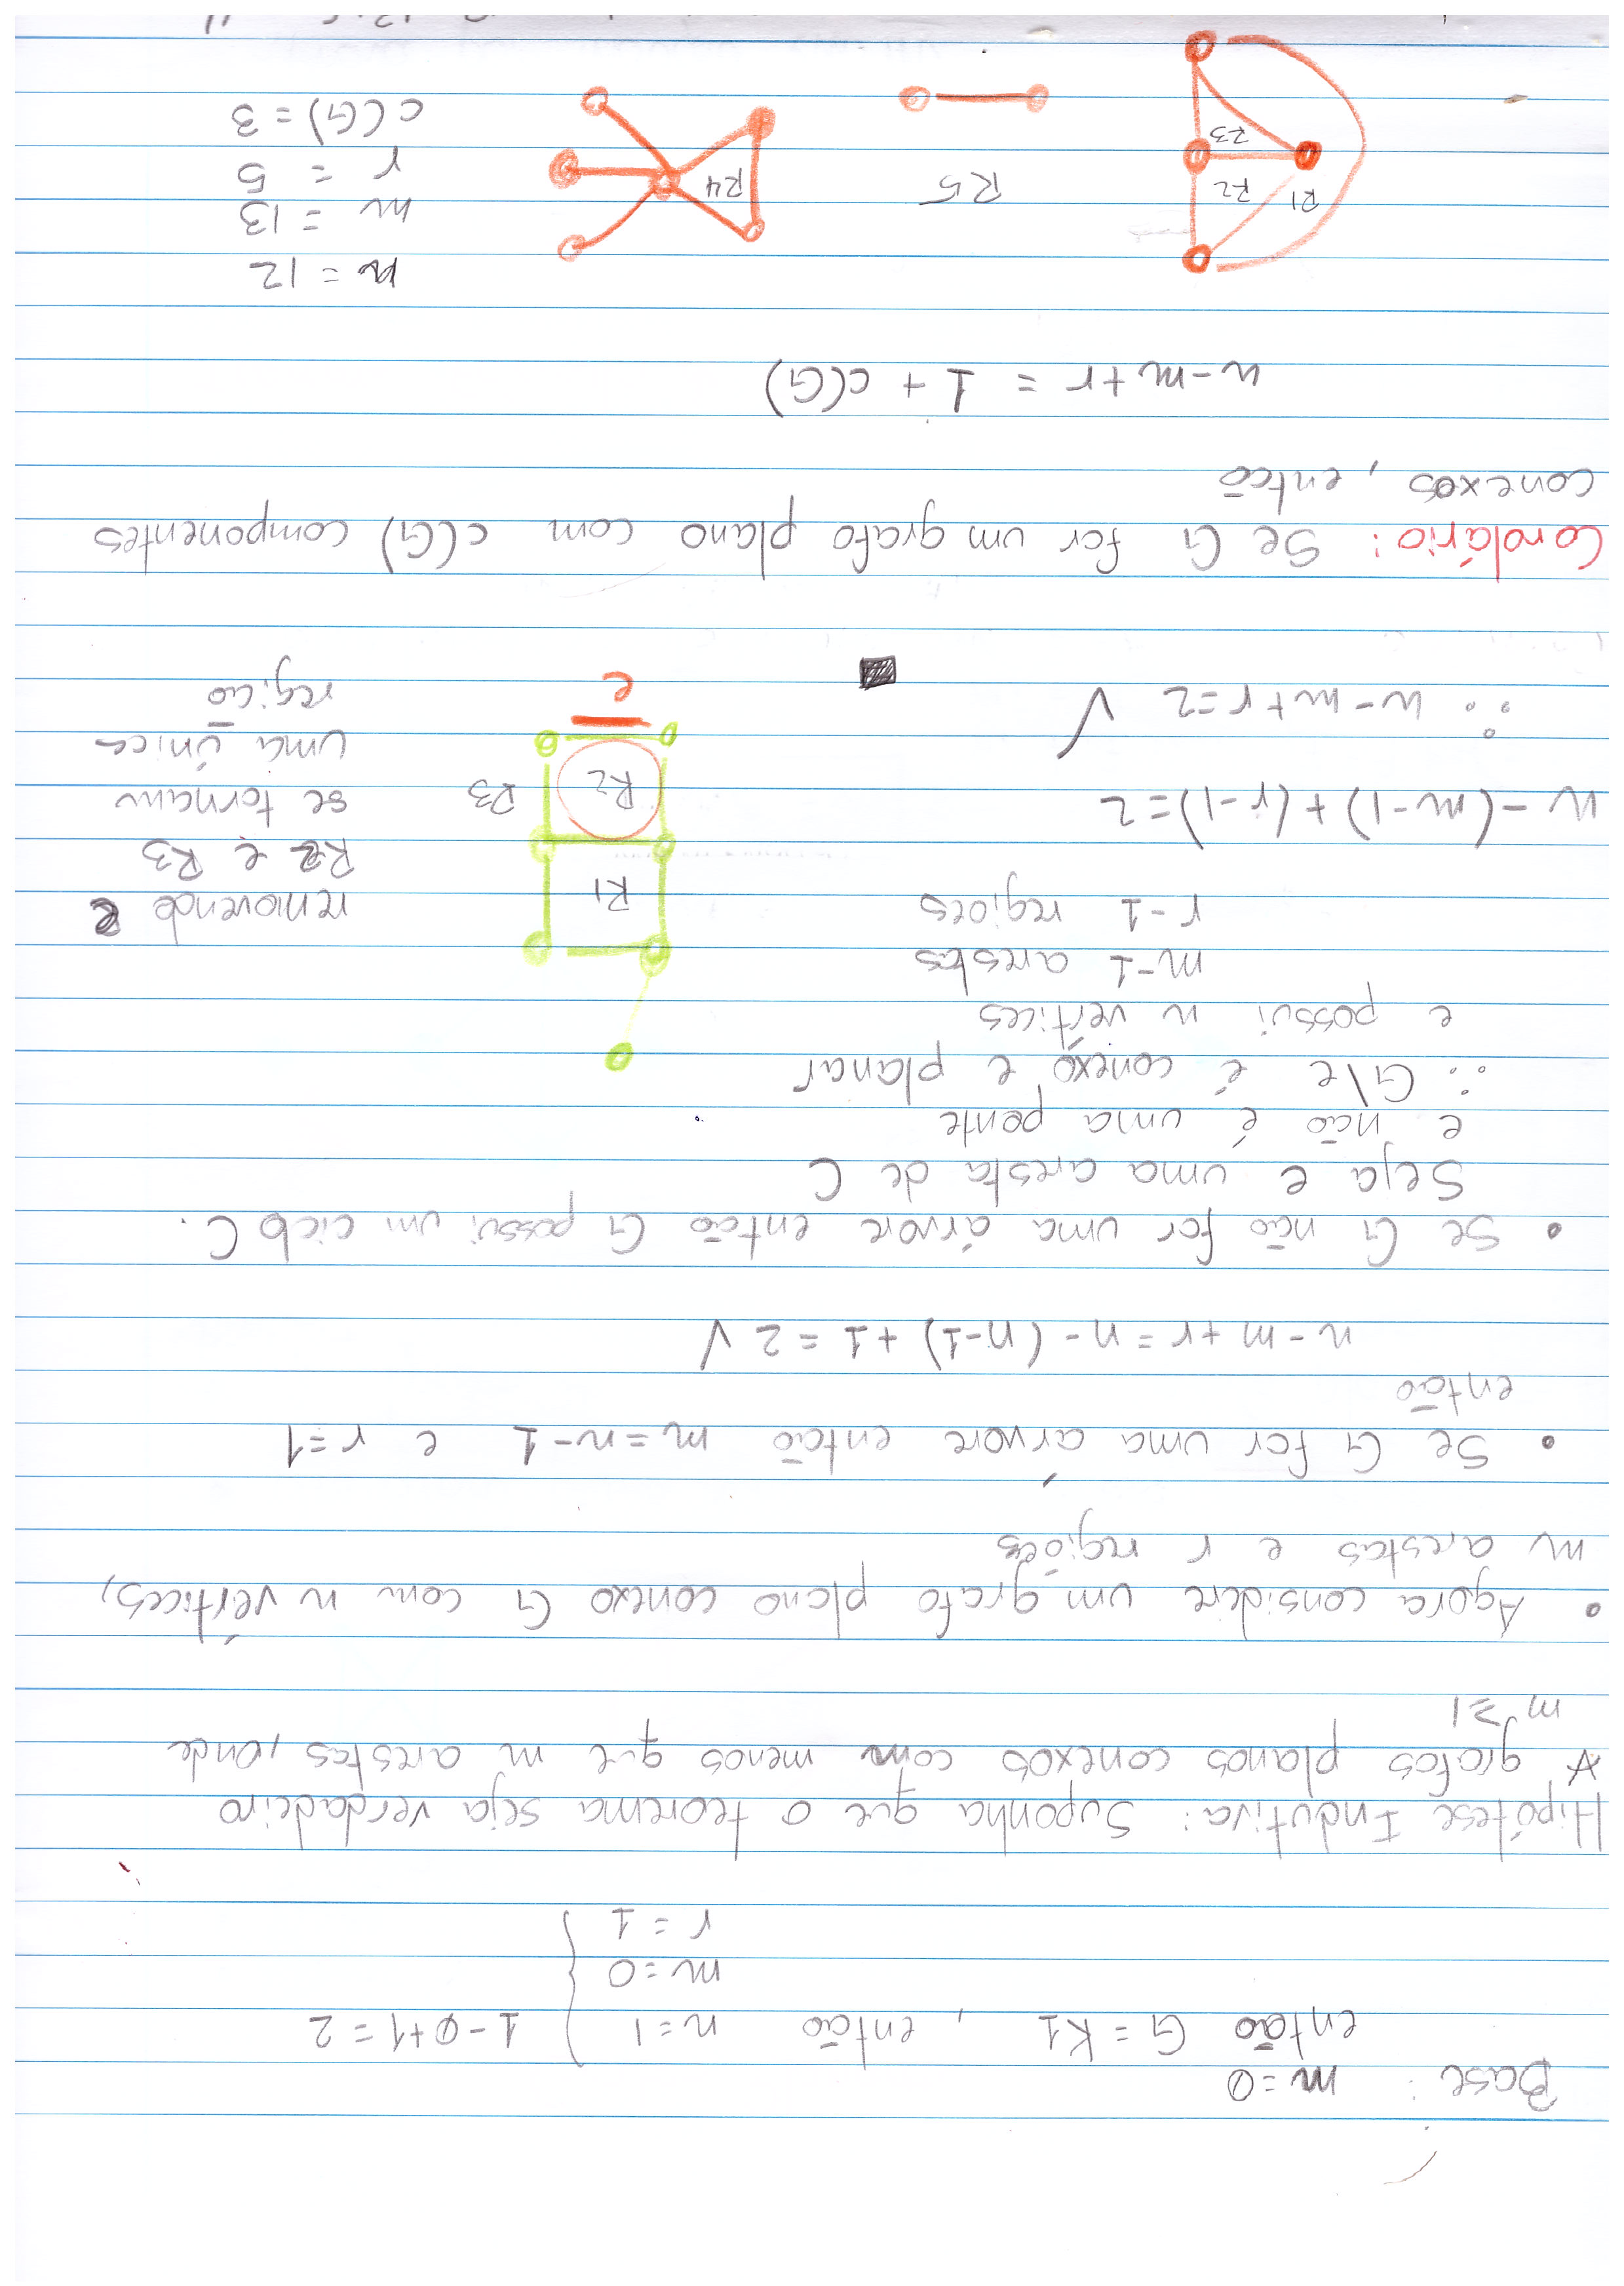 Base: m=0
então G = K1, então n=1
m=0
r=1
1-0+1=2
Hipótese Indutiva: Suponha que o teorema seja verdadeiro
∀ grafos planos conexos com menos que m arestas, onde
m ≥ 1
• Agora considere um grafo plano conexo G com n vértices,
m arestas e r regiões
• Se G for uma árvore então m = n-1 e r=1
então
n-m+r = n-(n-1)+1 = 2 ✓
• Se G não for uma árvore então G possui um ciclo C.
Seja e uma aresta de C
e não é uma ponte
∴ G\e é conexo e planar
e possui n vértices
m-1 arestas
r-1 regioes
n-(m-1)+(r-1)=2
∴ n-m+r=2 ✓
R1
R2
R3
e
removendo e
R2 e R3
se tornam
uma única
região
Corolário: Se G for um grafo plano com c(G) componentes
conexos, então
n-m+r = 1 + c(G)
R1 R2
R3
R5
R4
n = 12
m = 13
r = 5
c(G) = 3